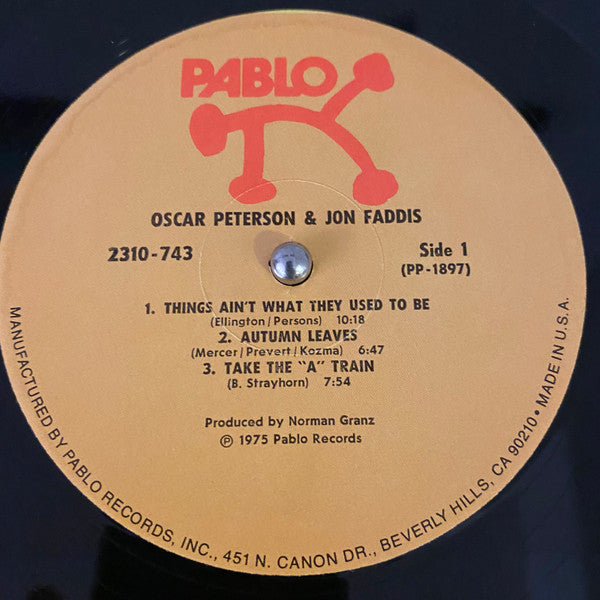 PABLO
OSCAR PETERSON & JON FADDIS
2310-743
Side 1
(PP-1897)
1. THINGS AIN'T WHAT THEY USED TO BE
(Ellington/Persons) 10:18
2. AUTUMN LEAVES
(Mercer/Prevert/Kozma) 6:47
3. TAKE THE "A" TRAIN
(B. Strayhorn) 7:54
Produced by Norman Granz
℗ 1975 Pablo Records
MANUFACTURED BY PABLO RECORDS, INC., 451 N. CANON DR., BEVERLY HILLS, CA 90210 • MADE IN U.S.A.